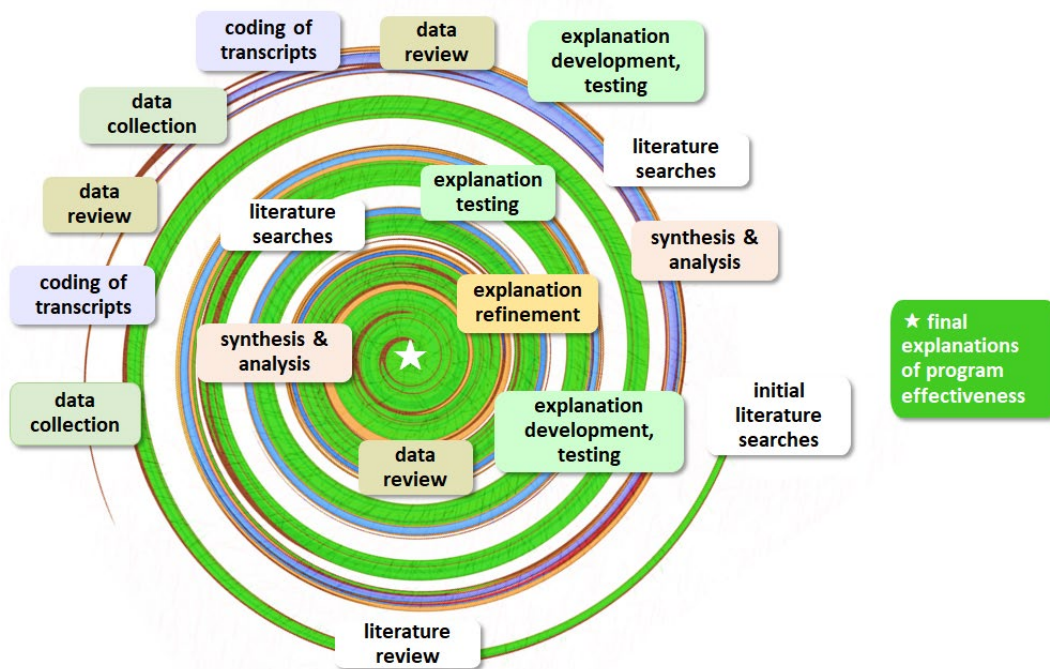 coding of
transcripts
data
review
explanation
development,
testing
data
collection
literature
searches
explanation
testing
data
review
literature
searches
synthesis &
analysis
coding of
transcripts
explanation
refinement
★ final
explanations
of program
effectiveness
synthesis &
analysis
data
collection
initial
literature
searches
explanation
development,
testing
data
review
literature
review